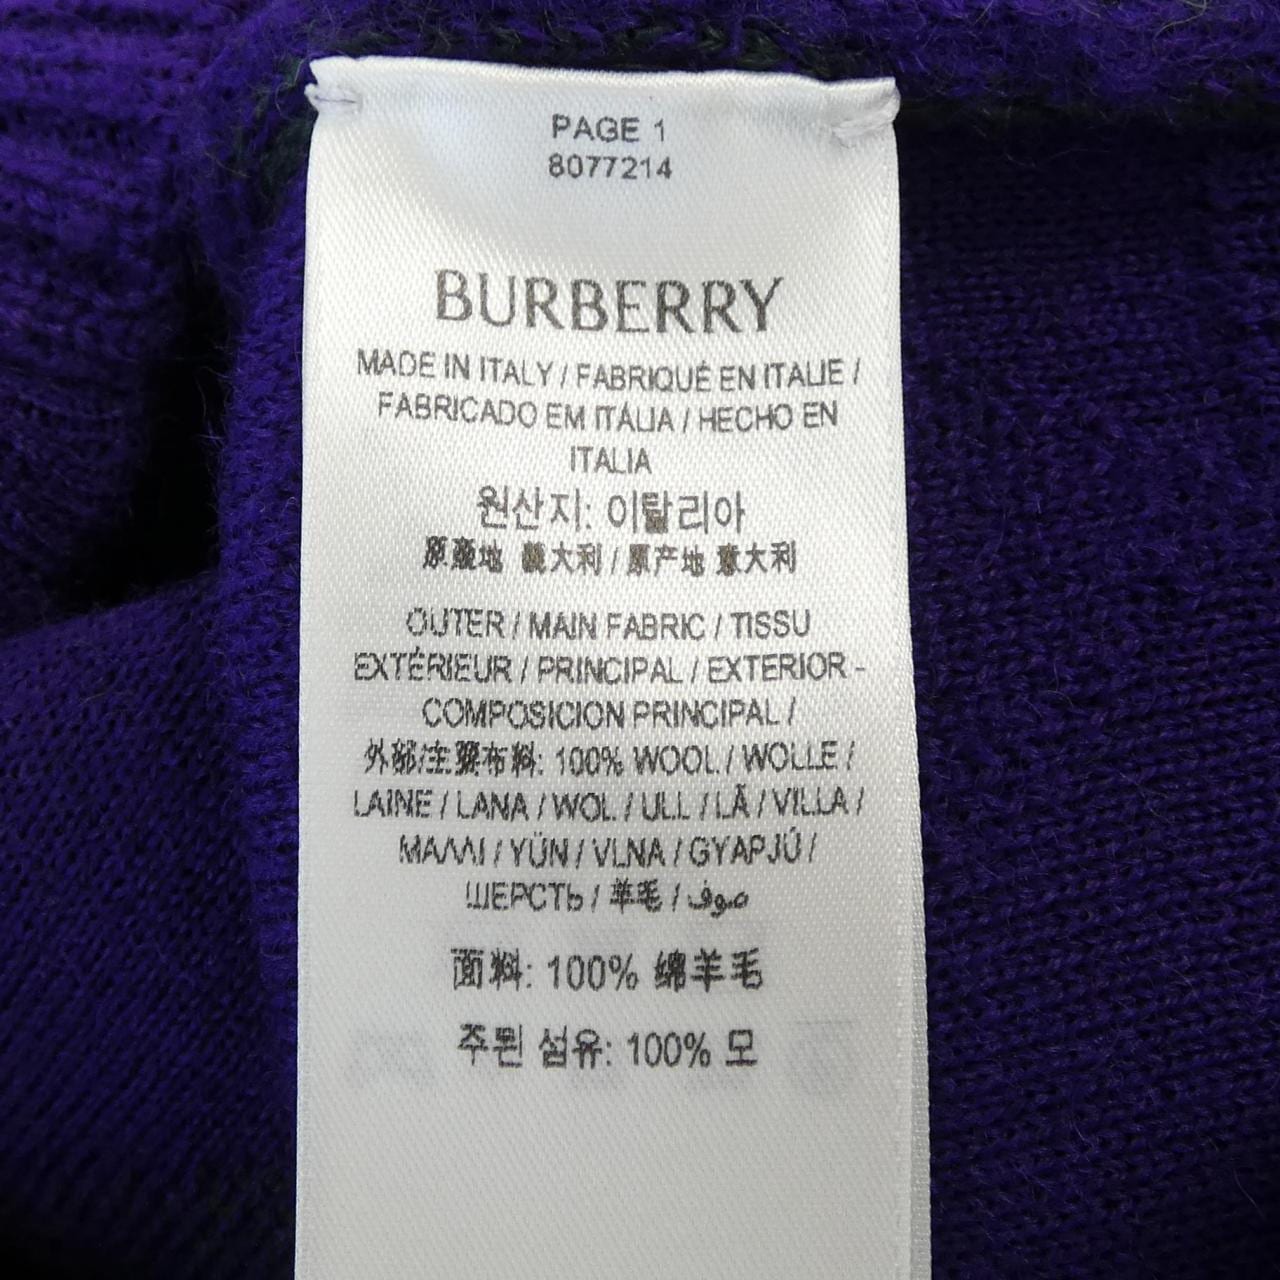 PAGE 1
8077214
BURBERRY
MADE IN ITALY / FABRIQUÉ EN ITALIE /
FABRICADO EM ITÁLIA / HECHO EN
ITALIA
원산지: 이탈리아
原產地 義大利 / 原产地 意大利
OUTER / MAIN FABRIC / TISSU
EXTÉRIEUR / PRINCIPAL / EXTERIOR -
COMPOSICION PRINCIPAL /
外部/主要布料: 100% WOOL / WOLLE /
LAINE / LANA / WOL / ULL / LÃ / VILLA /
ΜΑΛΛΙ / YÜN / VLNA / GYAPJÚ /
ШЕРСТЬ / 羊毛 / صوف
面料: 100% 绵羊毛
주된 섬유: 100% 모